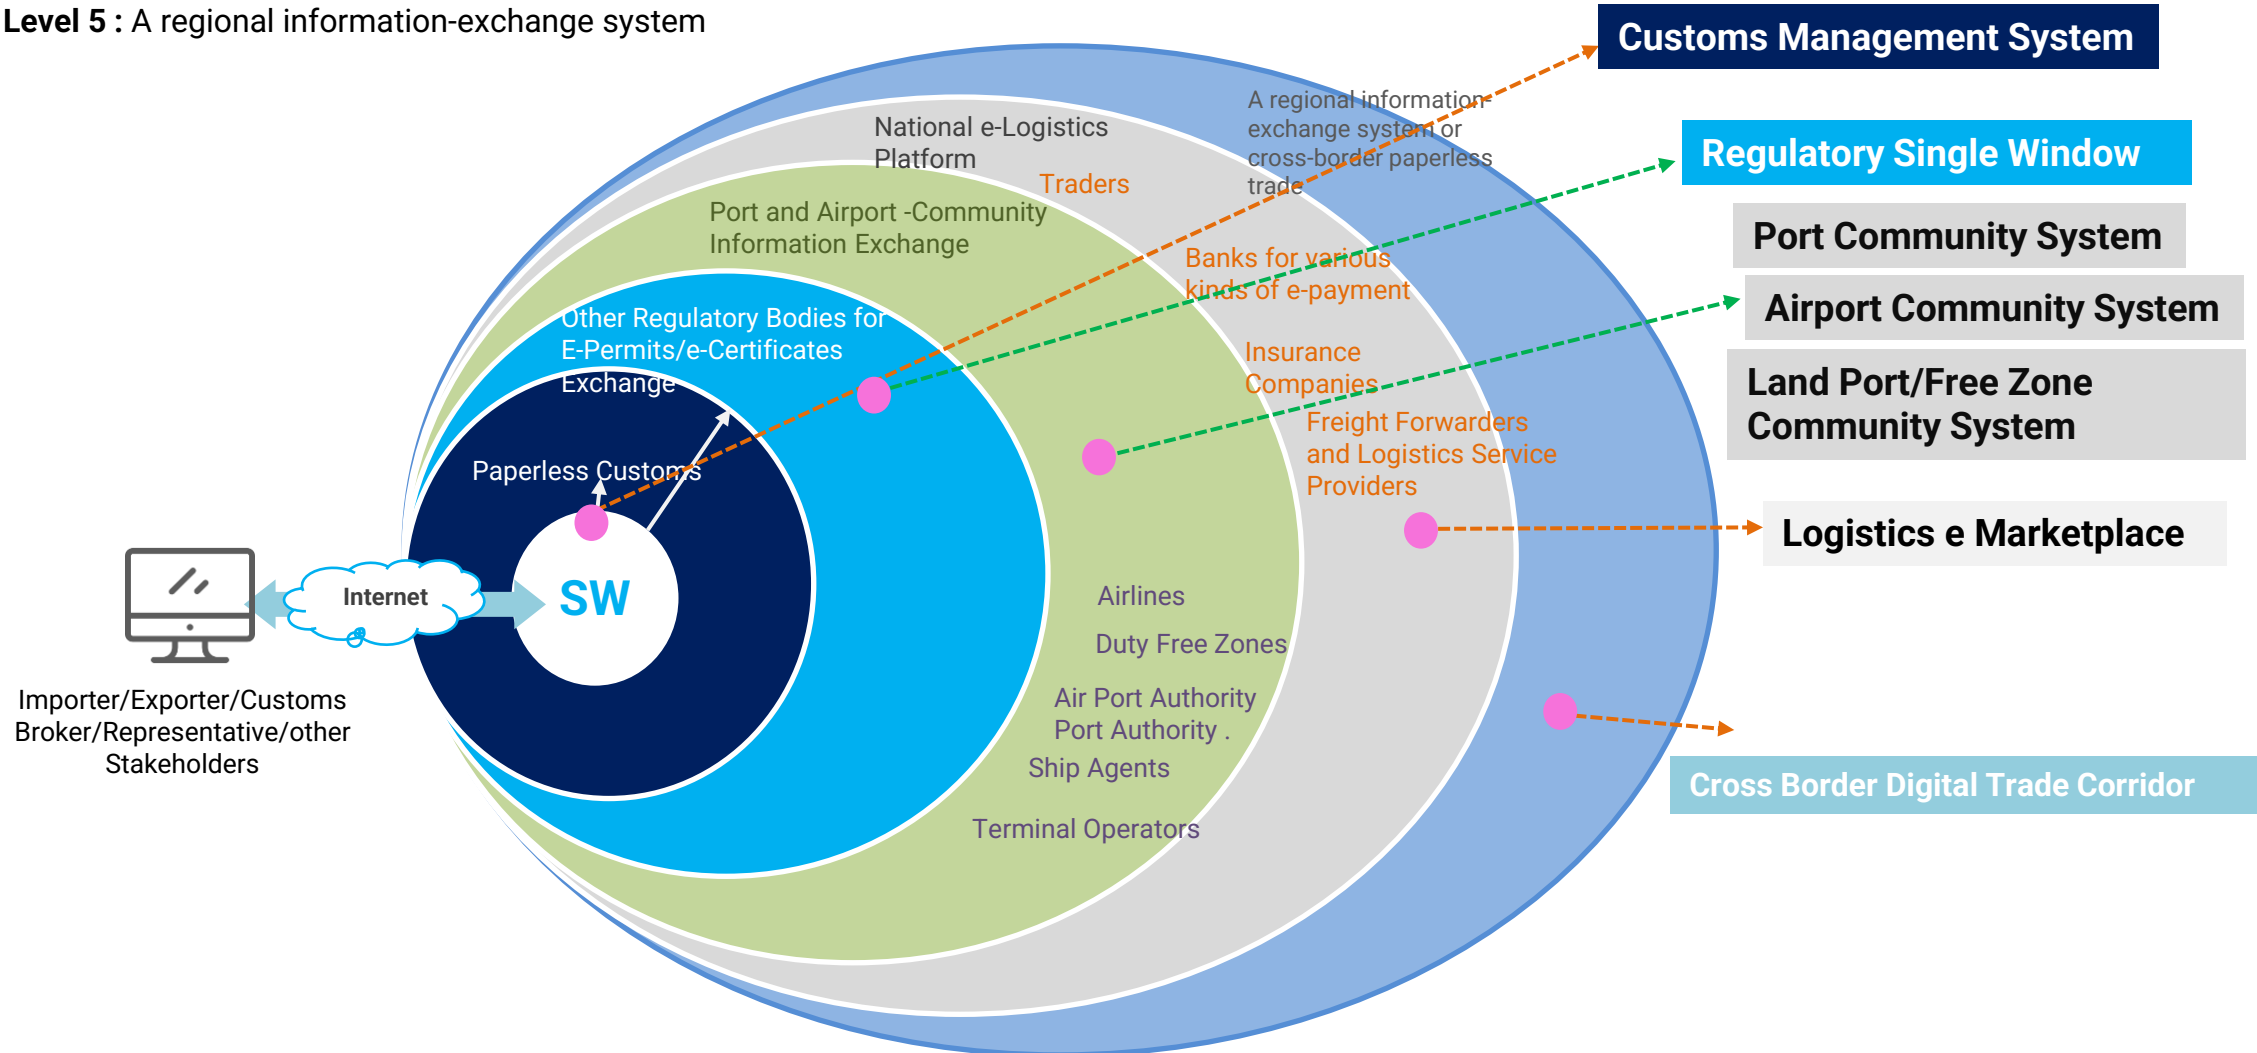 Level 5 : A regional information-exchange system
Customs Management System
A regional information-
exchange system or
cross-border paperless
trade
National e-Logistics
Platform
Traders
Regulatory Single Window
Port and Airport -Community
Information Exchange
Port Community System
Banks for various
kinds of e-payment
Airport Community System
Other Regulatory Bodies for
E-Permits/e-Certificates
Exchange
Insurance
Companies
Land Port/Free Zone
Community System
Freight Forwarders
and Logistics Service
Providers
Paperless Customs
Logistics e Marketplace
Internet
SW
Airlines
Duty Free Zones
Importer/Exporter/Customs
Broker/Representative/other
Stakeholders
Air Port Authority
Port Authority .
Ship Agents
Cross Border Digital Trade Corridor
Terminal Operators